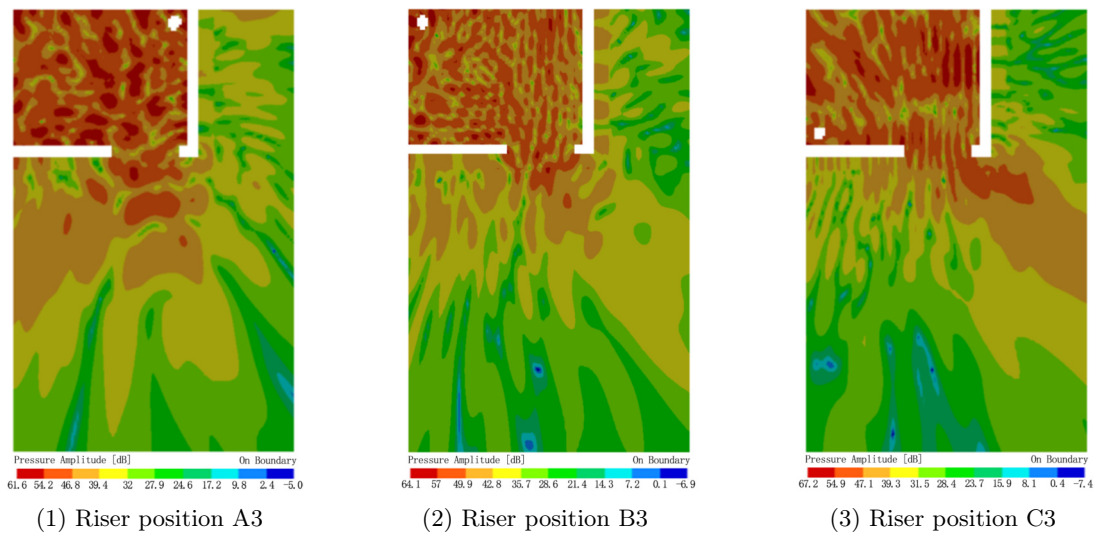 Pressure Amplitude [dB] On Boundary
61.6 54.2 46.8 39.4 32 27.9 24.6 17.2 9.8 2.4 -5.0
(1) Riser position A3
Pressure Amplitude [dB] On Boundary
64.1 57 49.9 42.8 35.7 28.6 21.4 14.3 7.2 0.1 -6.9
(2) Riser position B3
Pressure Amplitude [dB] On Boundary
67.2 54.9 47.1 39.3 31.5 28.4 23.7 15.9 8.1 0.4 -7.4
(3) Riser position C3